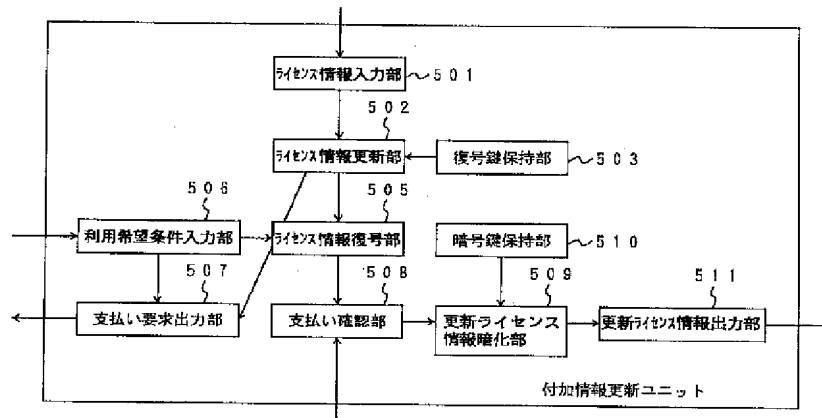 ライセンス情報入力部
501
502
ライセンス情報更新部
復号鍵保持部
503
506
505
利用希望条件入力部
ライセンス情報復号部
暗号鍵保持部
510
507
508
509
511
支払い要求出力部
支払い確認部
更新ライセンス
情報暗化部
更新ライセンス情報出力部
付加情報更新ユニット